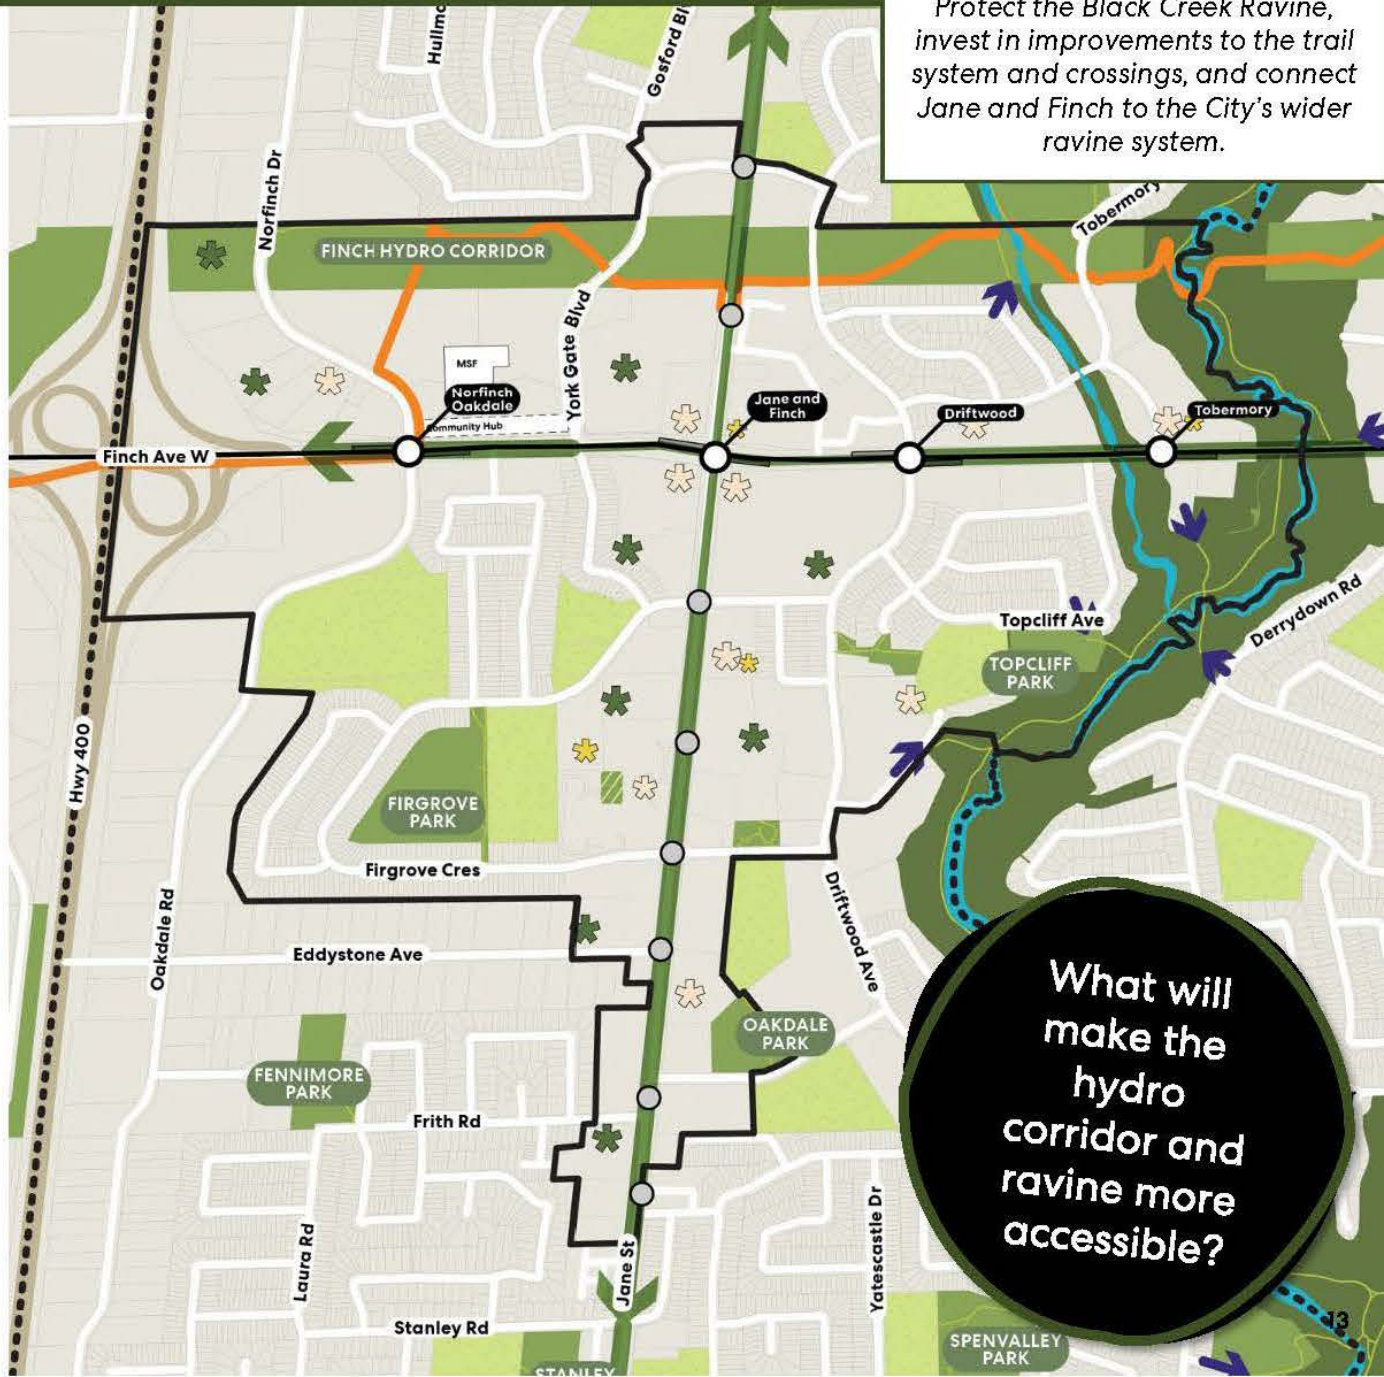 Protect the Black Creek Ravine,
invest in improvements to the trail
system and crossings, and connect
Jane and Finch to the City's wider
ravine system.
Gosford
Norfinch Dr
Tobermory
FINCH HYDRO CORRIDOR
York Gate Blvd
MSF
Norfinch
Oakdale
Community Hub
Jane and
Finch
Driftwood
Tobermory
Finch Ave W
Topcliff Ave
Derrydown Rd
TOPCLIFF
PARK
Hwy 400
FIRGROVE
PARK
Firgrove Cres
Driftwood Ave
Oakdale Rd
Eddystone Ave
What will
make the
hydro
corridor and
ravine more
accessible?
OAKDALE
PARK
FENNIMORE
PARK
Frith Rd
Laura Rd
Jane St
Yatescastle Dr
Stanley Rd
13
SPENVALLEY
PARK
STANLEY